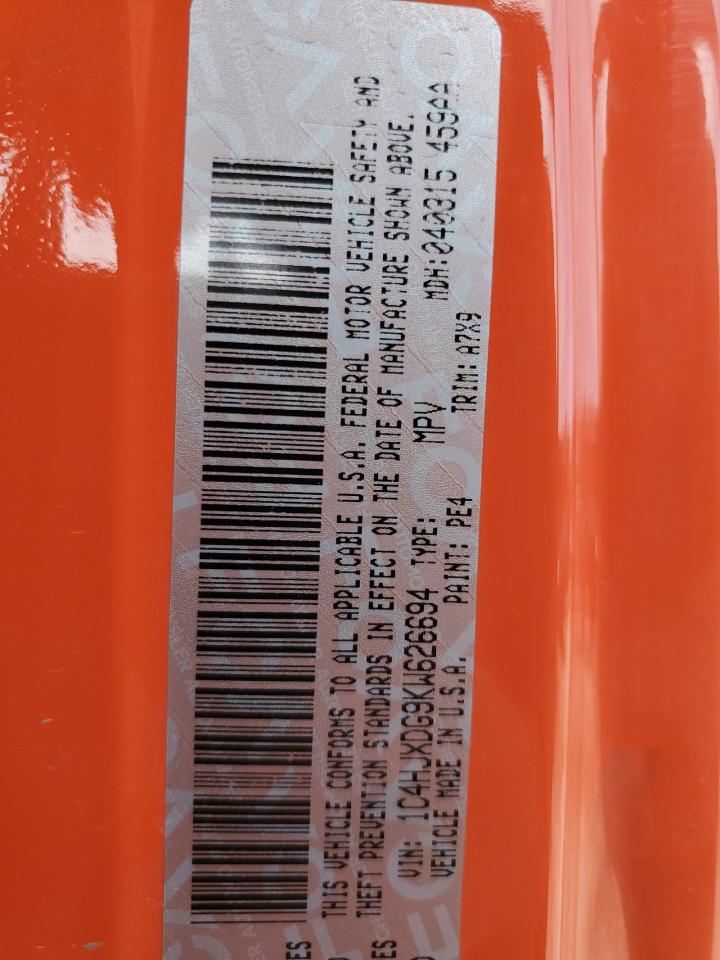 THIS VEHICLE CONFORMS TO ALL APPLICABLE U.S.A. FEDERAL MOTOR VEHICLE SAFETY AND
THEFT PREVENTION STANDARDS IN EFFECT ON THE DATE OF MANUFACTURE SHOWN ABOVE.
VIN: 1C4HJXDG9KW626694 TYPE: MPV MDH:040315 459AA
VEHICLE MADE IN U.S.A. PAINT: PE4 TRIM: A7X9